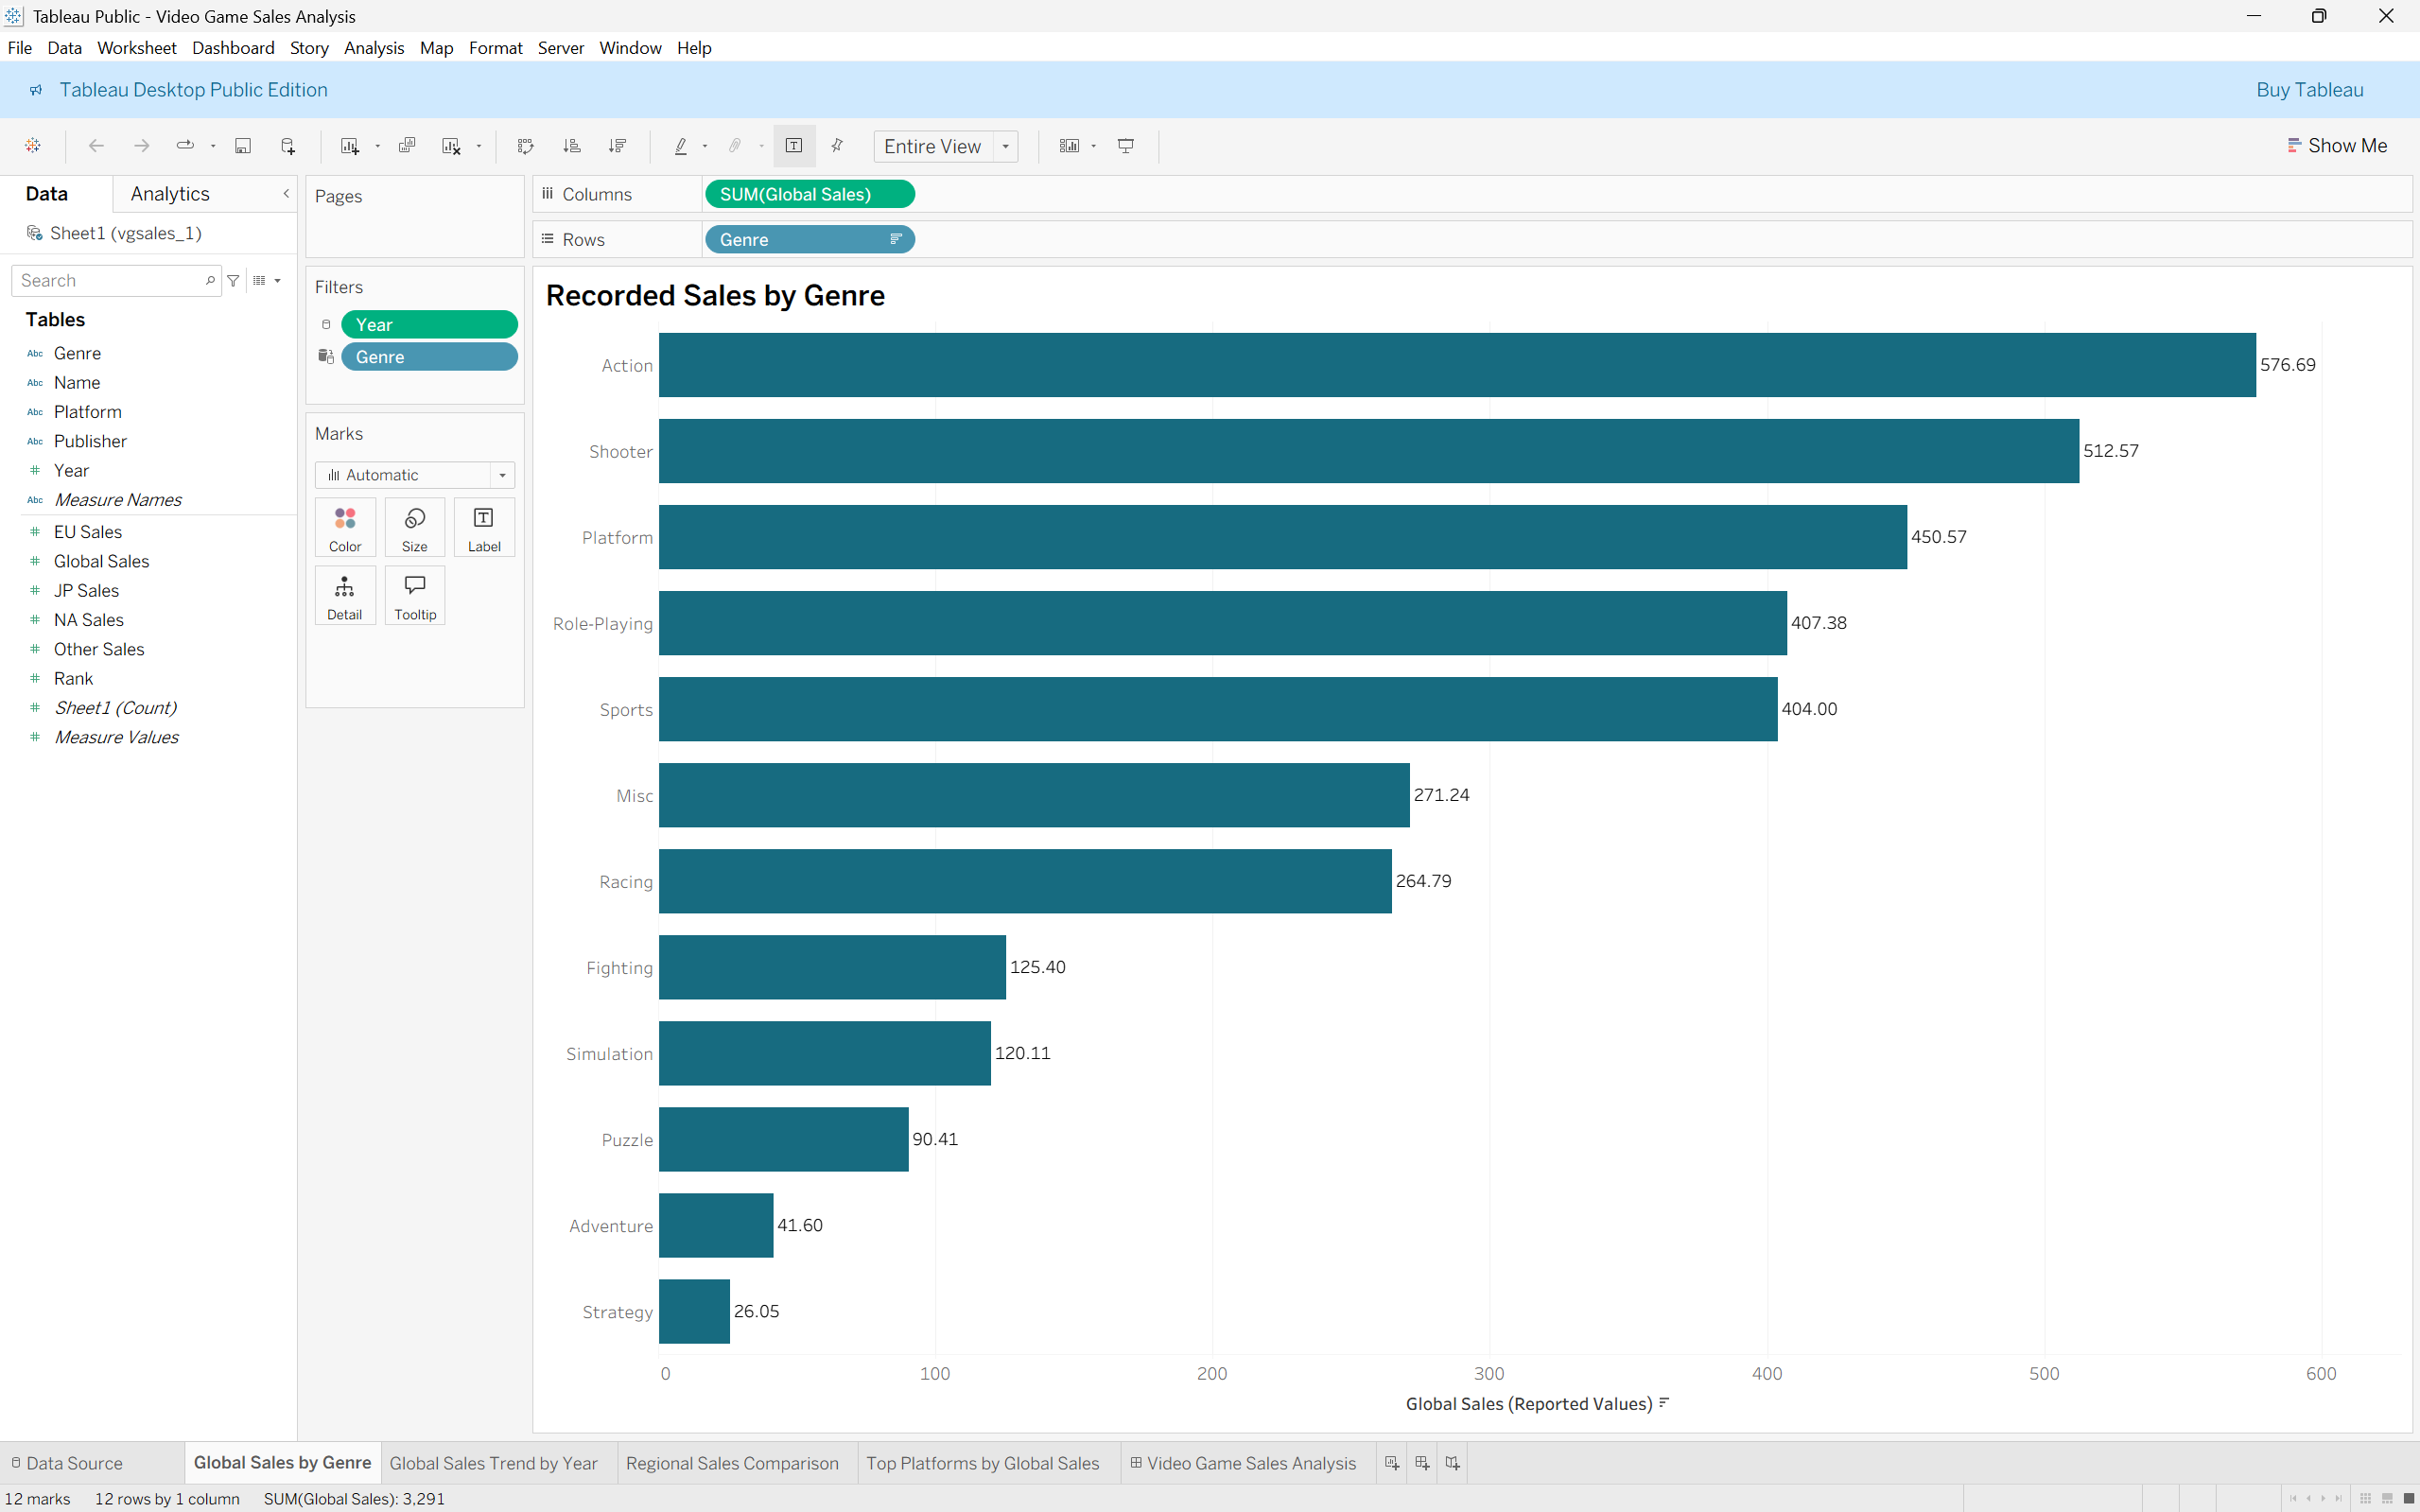 Tableau Public - Video Game Sales Analysis
File Data Worksheet Dashboard Story Analysis Map Format Server Window Help
Tableau Desktop Public Edition Buy Tableau
Entire View Show Me
Data Analytics
Sheet1 (vgsales_1)
Search
Tables
Abc Genre
Abc Name
Abc Platform
Abc Publisher
# Year
Abc Measure Names
# EU Sales
# Global Sales
# JP Sales
# NA Sales
# Other Sales
# Rank
# Sheet1 (Count)
# Measure Values
Pages
Filters
Year
Genre
Marks
Automatic
Color Size Label
Detail Tooltip
Columns SUM(Global Sales)
Rows Genre
Recorded Sales by Genre
Action 576.69
Shooter 512.57
Platform 450.57
Role-Playing 407.38
Sports 404.00
Misc 271.24
Racing 264.79
Fighting 125.40
Simulation 120.11
Puzzle 90.41
Adventure 41.60
Strategy 26.05
0 100 200 300 400 500 600
Global Sales (Reported Values)
Data Source Global Sales by Genre Global Sales Trend by Year Regional Sales Comparison Top Platforms by Global Sales Video Game Sales Analysis
12 marks 12 rows by 1 column SUM(Global Sales): 3,291